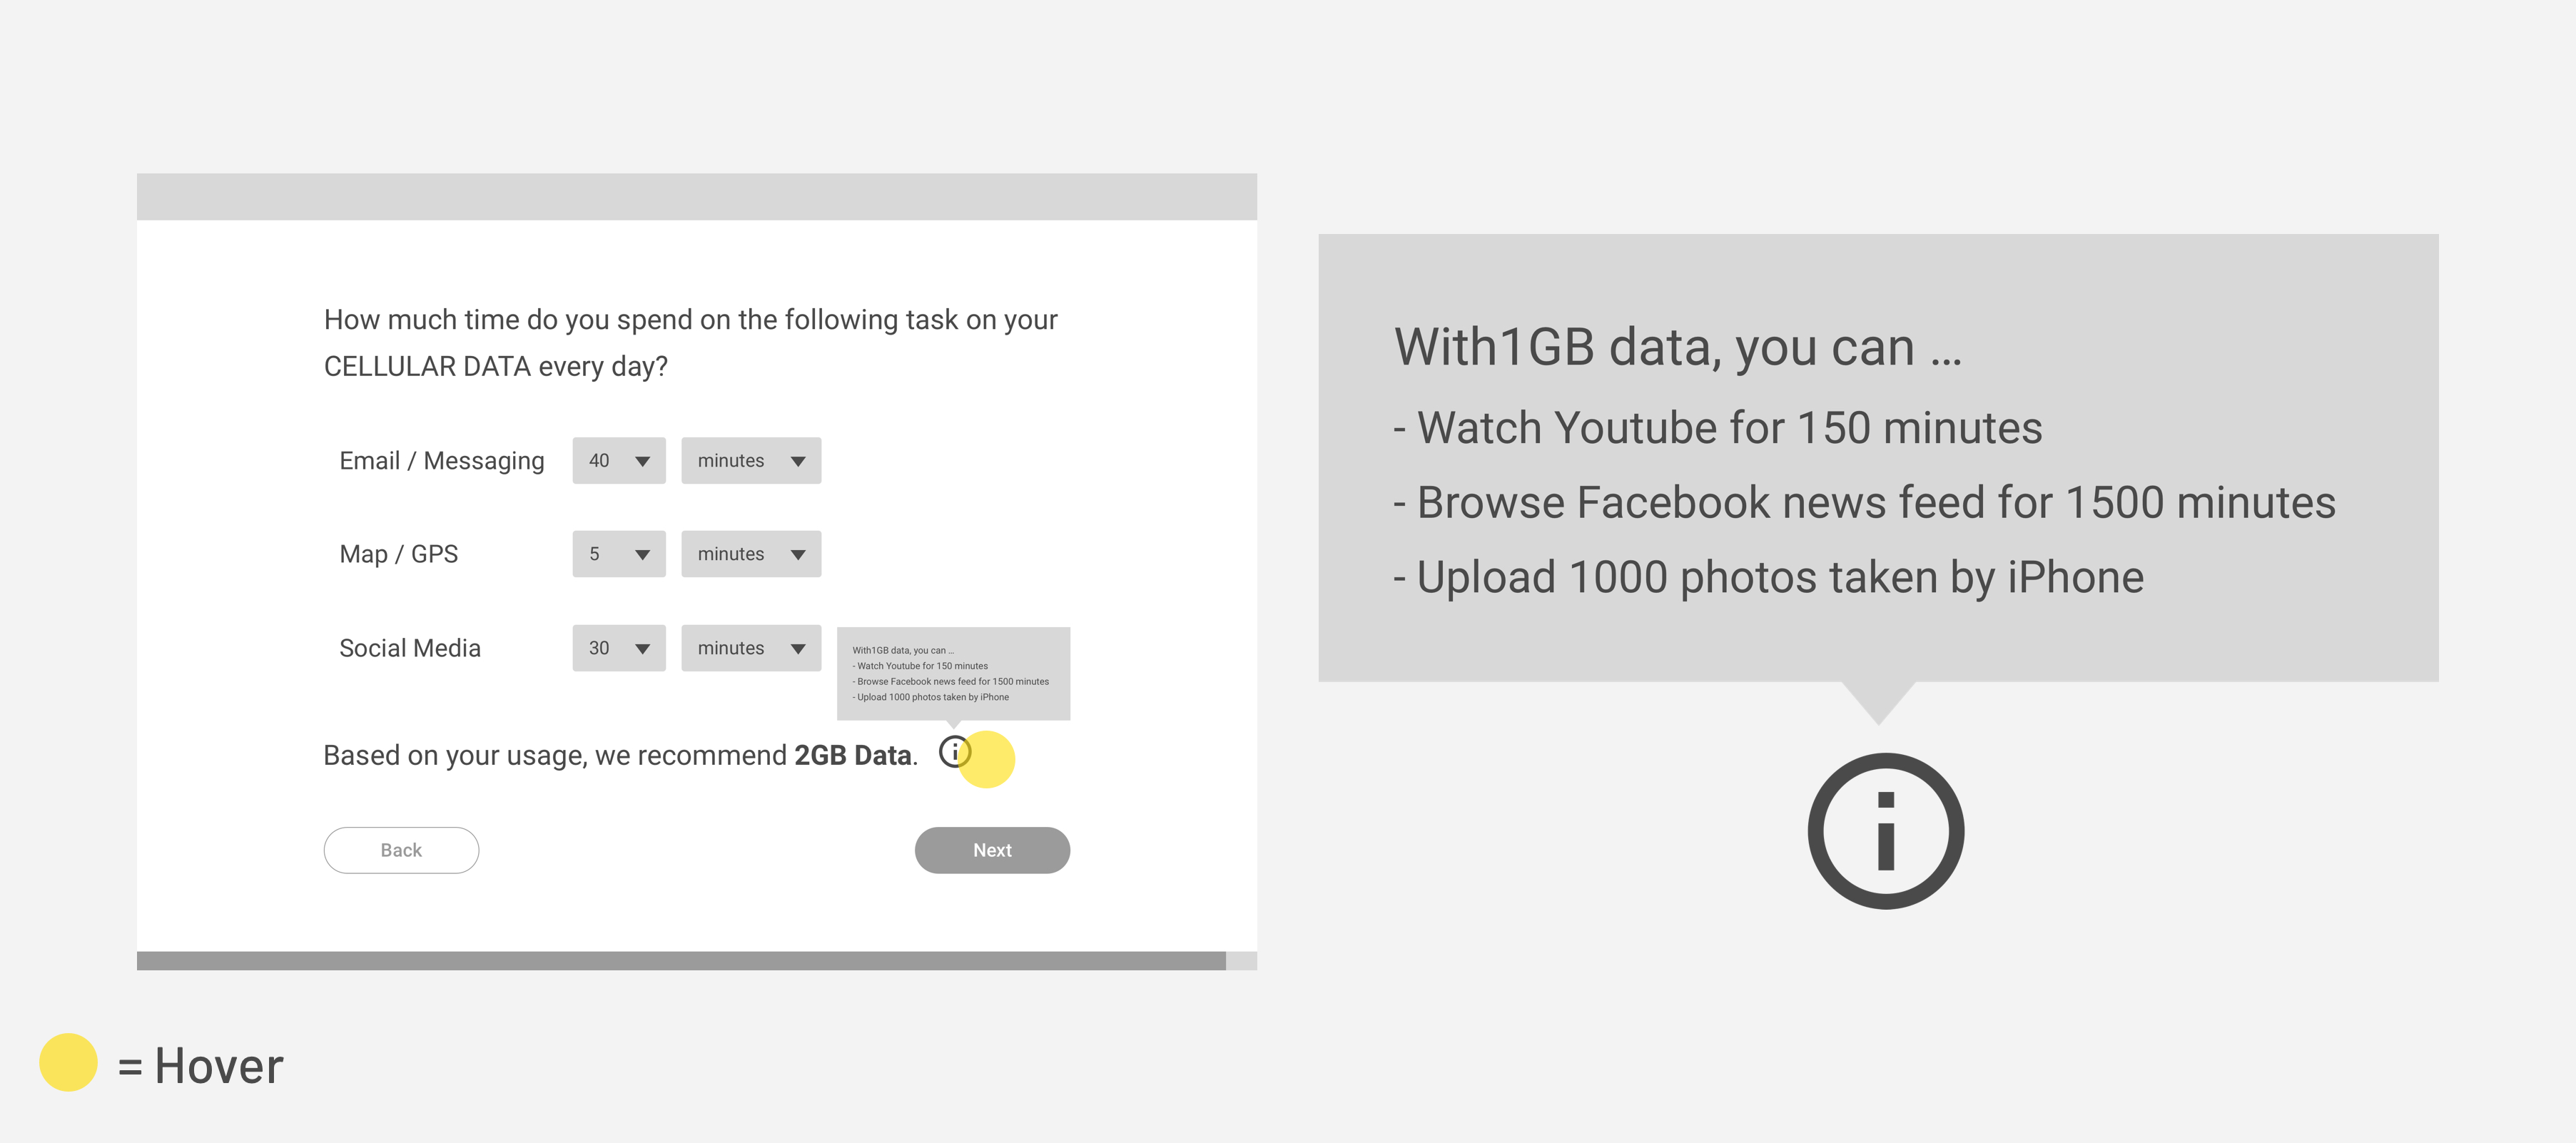 How much time do you spend on the following task on your
CELLULAR DATA every day?
Email / Messaging 40 minutes
Map / GPS 5 minutes
Social Media 30 minutes
With1GB data, you can ...
- Watch Youtube for 150 minutes
- Browse Facebook news feed for 1500 minutes
- Upload 1000 photos taken by iPhone
Based on your usage, we recommend 2GB Data. i
Back Next
With1GB data, you can ...
- Watch Youtube for 150 minutes
- Browse Facebook news feed for 1500 minutes
- Upload 1000 photos taken by iPhone
i
= Hover